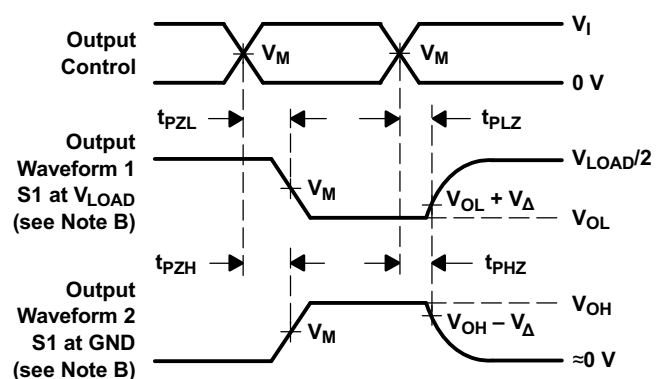 Output
Control
V_M
V_M
V_I
0 V
t_PZL
t_PLZ
Output
Waveform 1
S1 at V_LOAD
(see Note B)
V_M
V_LOAD/2
V_OL + V_Δ
V_OL
t_PZH
t_PHZ
Output
Waveform 2
S1 at GND
(see Note B)
V_M
V_OH
V_OH – V_Δ
≈0 V